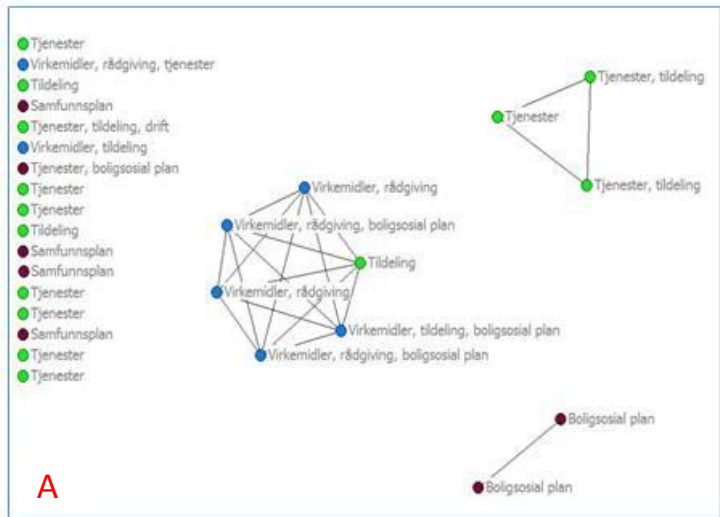 Tjenester
Virkemidler, rådgiving, tjenester
Tildeling
Samfunnsplan
Tjenester, tildeling, drift
Virkemidler, tildeling
Tjenester, boligsosial plan
Tjenester
Tjenester
Tildeling
Samfunnsplan
Samfunnsplan
Tjenester
Tjenester
Samfunnsplan
Tjenester
Tjenester
Virkemidler, rådgiving
Virkemidler, rådgiving, boligsosial plan
Tildeling
Virkemidler, rådgiving
Virkemidler, tildeling, boligsosial plan
Virkemidler, rådgiving, boligsosial plan
Tjenester, tildeling
Tjenester
Tjenester, tildeling
Boligsosial plan
Boligsosial plan
A